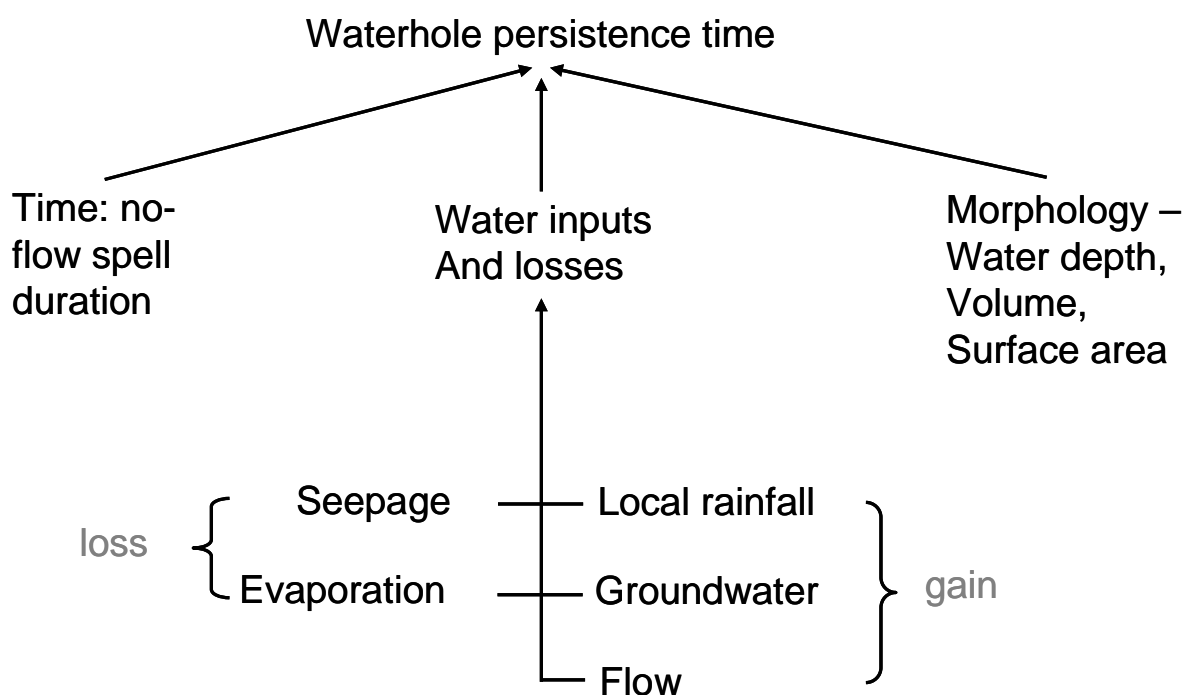 Waterhole persistence time
Time: no-
flow spell
duration
Water inputs
And losses
Morphology –
Water depth,
Volume,
Surface area
loss
Seepage
Evaporation
Local rainfall
Groundwater
Flow
gain